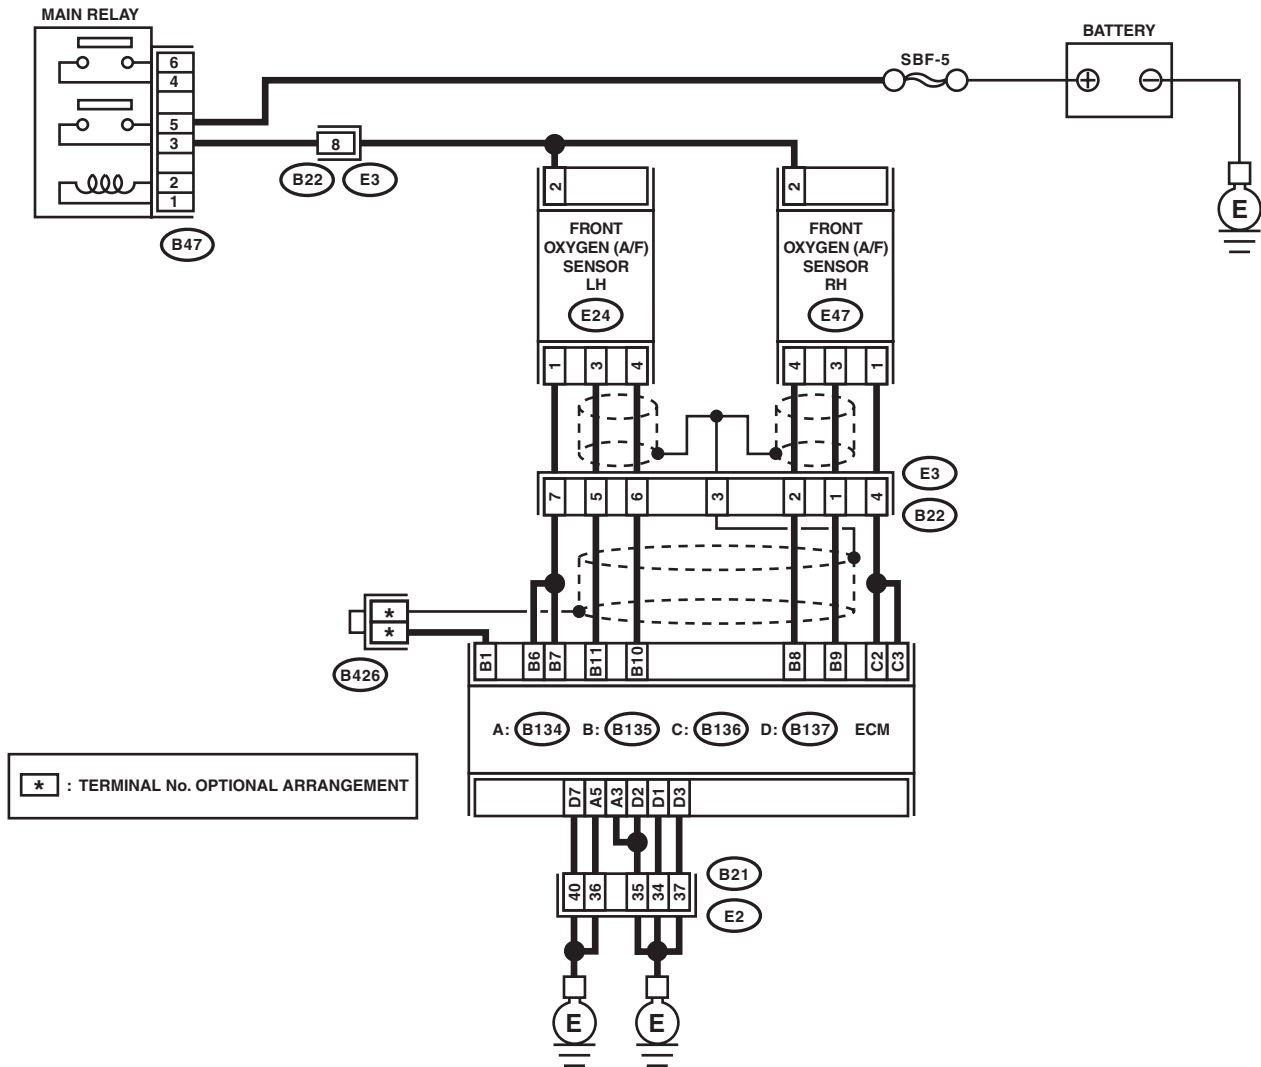 MAIN RELAY
BATTERY
SBF-5
6
4
5
3
2
1
8
B22
E3
B47
E
2
2
FRONT
OXYGEN (A/F)
SENSOR
LH
E24
FRONT
OXYGEN (A/F)
SENSOR
RH
E47
1 3 4
4 3 1
E3
7 5 6 3 2 1 4
B22
*
*
B426
B1 B6 B7 B11 B10 B8 B9 C2 C3
A: B134 B: B135 C: B136 D: B137 ECM
* : TERMINAL No. OPTIONAL ARRANGEMENT
D7 A5 A3 D2 D1 D3
B21
40 36 35 34 37
E2
E E